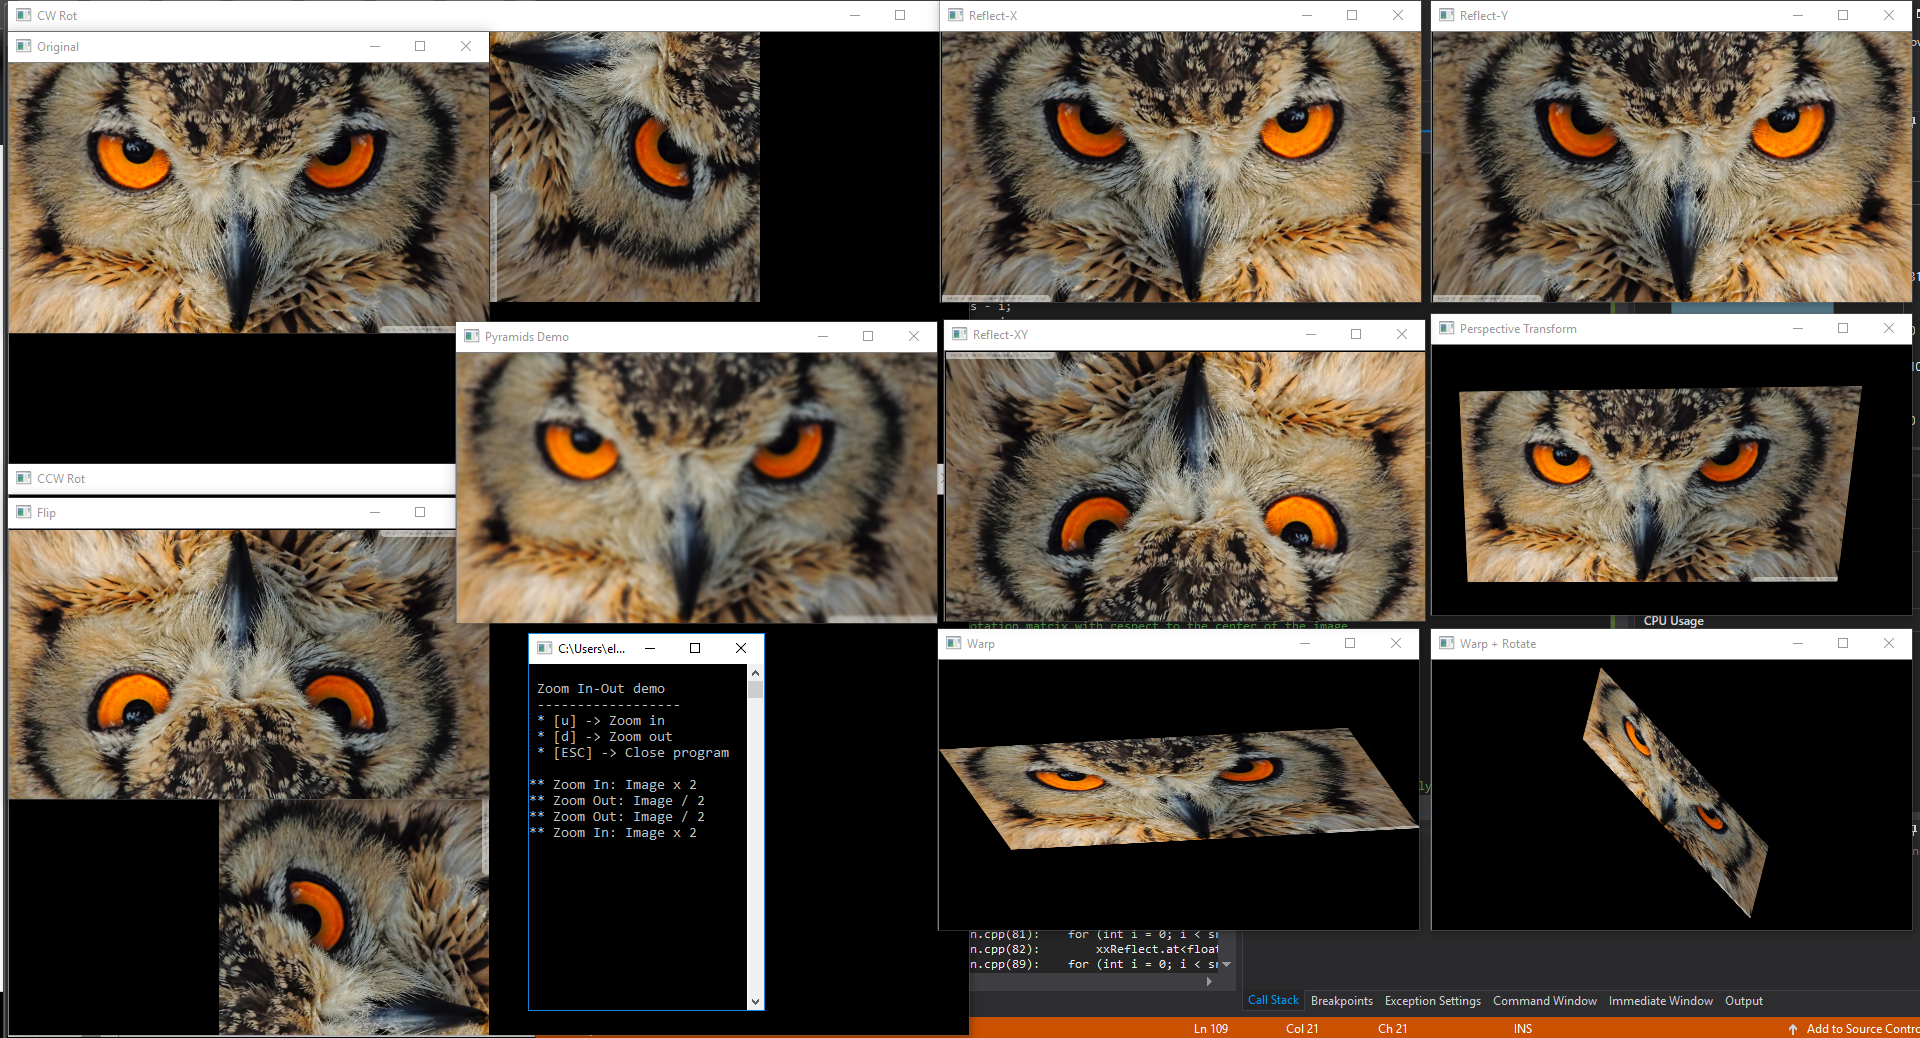 CW Rot
Reflect-X
Reflect-Y
Original
s - i;
Pyramids Demo
Reflect-XY
Perspective Transform
CCW Rot
Flip
otation matrix with respect to the center of the image
CPU Usage
Warp
Warp + Rotate
C:\Users\el...
Zoom In-Out demo
------------------
* [u] -> Zoom in
* [d] -> Zoom out
* [ESC] -> Close program
** Zoom In: Image x 2
** Zoom Out: Image / 2
** Zoom Out: Image / 2
** Zoom In: Image x 2
ly
n.cpp(81): for (int i = 0; i < sr
n.cpp(82): xxReflect.at<float
n.cpp(89): for (int i = 0; i < sr
Call Stack Breakpoints Exception Settings Command Window Immediate Window Output
Ln 109 Col 21 Ch 21 INS Add to Source Contro